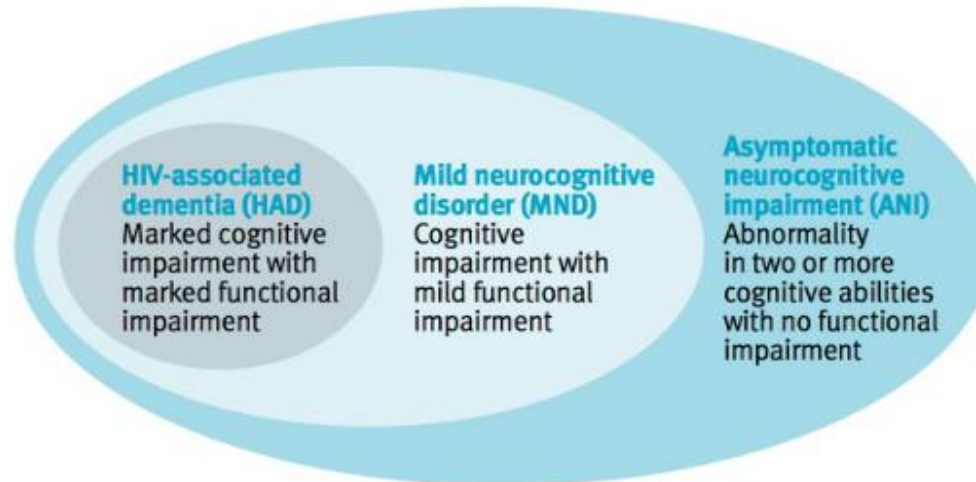 HIV-associated
dementia (HAD)
Marked cognitive
impairment with
marked functional
impairment
Mild neurocognitive
disorder (MND)
Cognitive
impairment with
mild functional
impairment
Asymptomatic
neurocognitive
impairment (ANI)
Abnormality
in two or more
cognitive abilities
with no functional
impairment